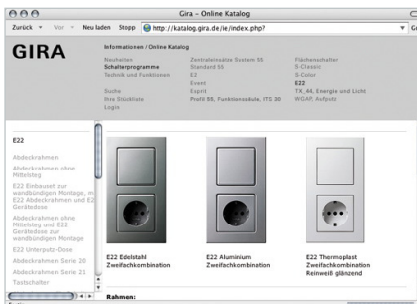 Gira – Online Katalog
Zurück Vor Neu laden Stopp http://katalog.gira.de/ie/index.php?
GIRA
Informationen / Online Katalog
Neuheiten
Schalterprogramme
Technik und Funktionen
Suche
Ihre Stückliste
Login
Zentraleinsätze System 55
Standard 55
E2
Event
Esprit
Profil 55, Funktionssäule, ITS 30
Flächenschalter
S-Classic
S-Color
E22
TX_44, Energie und Licht
WGAP, Aufputz
E22
Abdeckrahmen
Abdeckrahmen ohne
Mittelsteg
E22 Einbauset zur
wandbündigen Montage, m
E22 Abdeckrahmen und E2
Gerätedose
Abdeckrahmen ohne
Mittelsteg und E22
Gerätedose zur
wandbündigen Montage
E22 Unterputz-Dose
Abdeckrahmen Serie 20
Abdeckrahmen Serie 21
Tastschalter
E22 Edelstahl
Zweifachkombination
E22 Aluminium
Zweifachkombination
E22 Thermoplast
Zweifachkombination
Reinweiß glänzend
Rahmen: